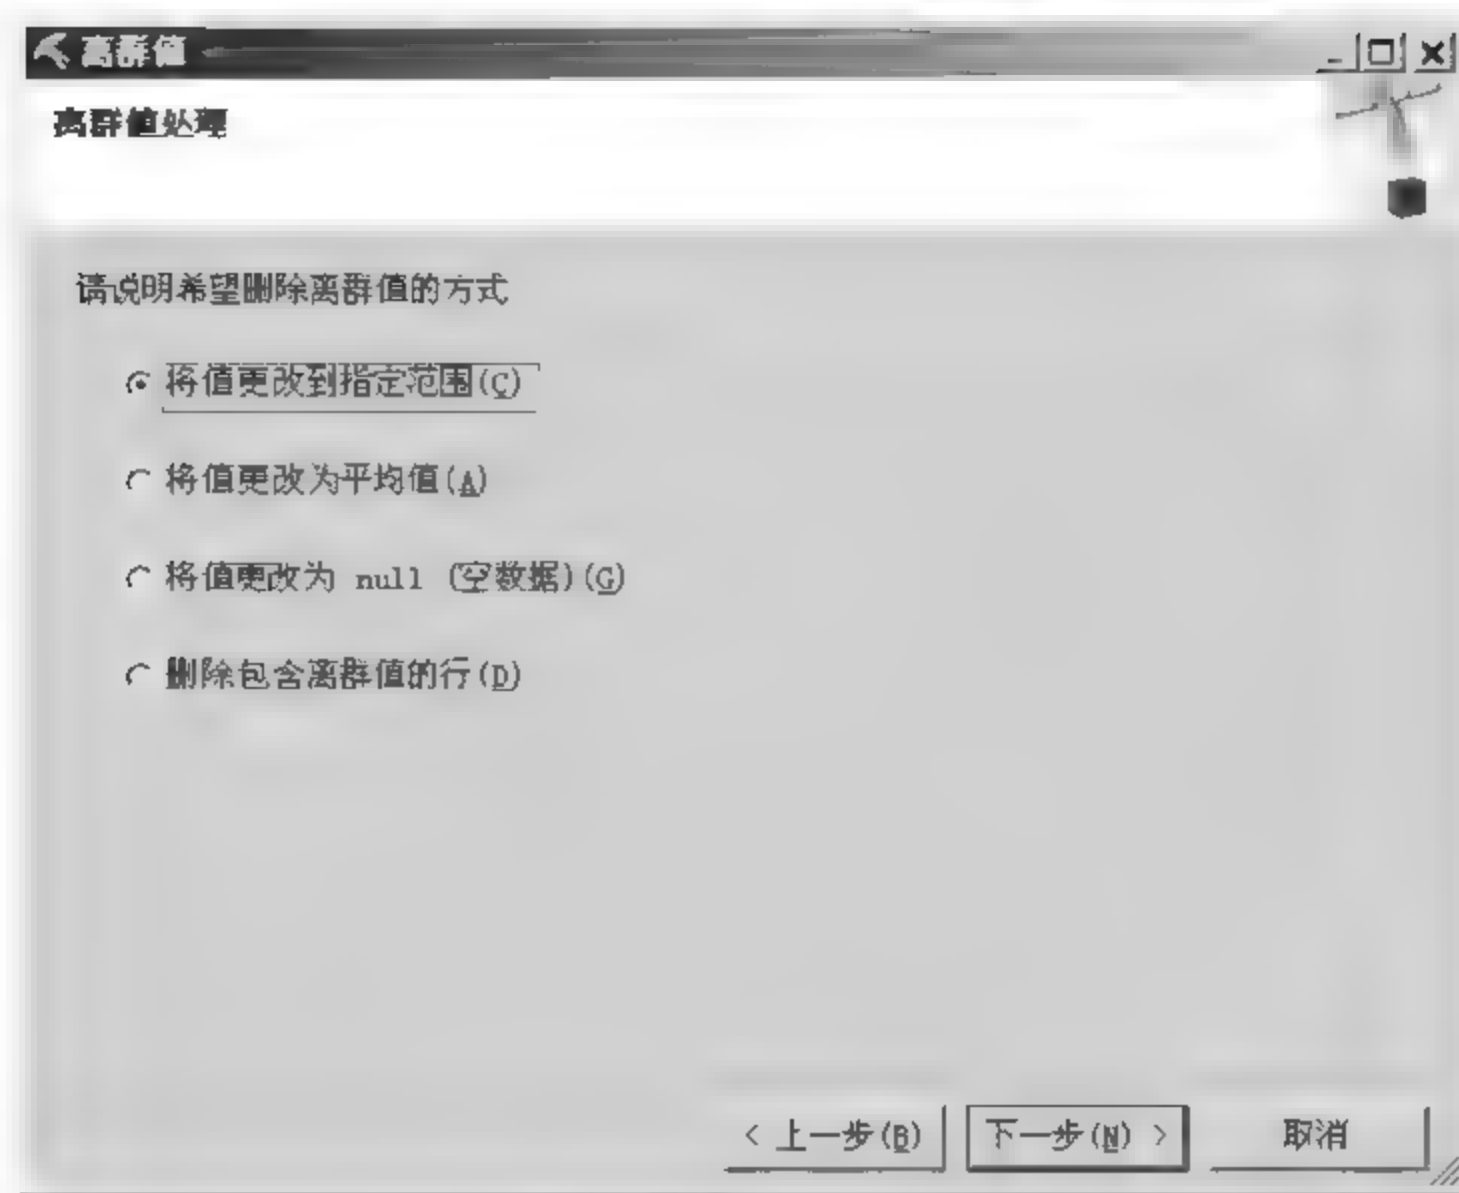 离群值
离群值处理
请说明希望删除离群值的方式
将值更改到指定范围(C)
将值更改为平均值(A)
将值更改为 null (空数据)(G)
删除包含离群值的行(D)
< 上一步(B) 下一步(N) > 取消